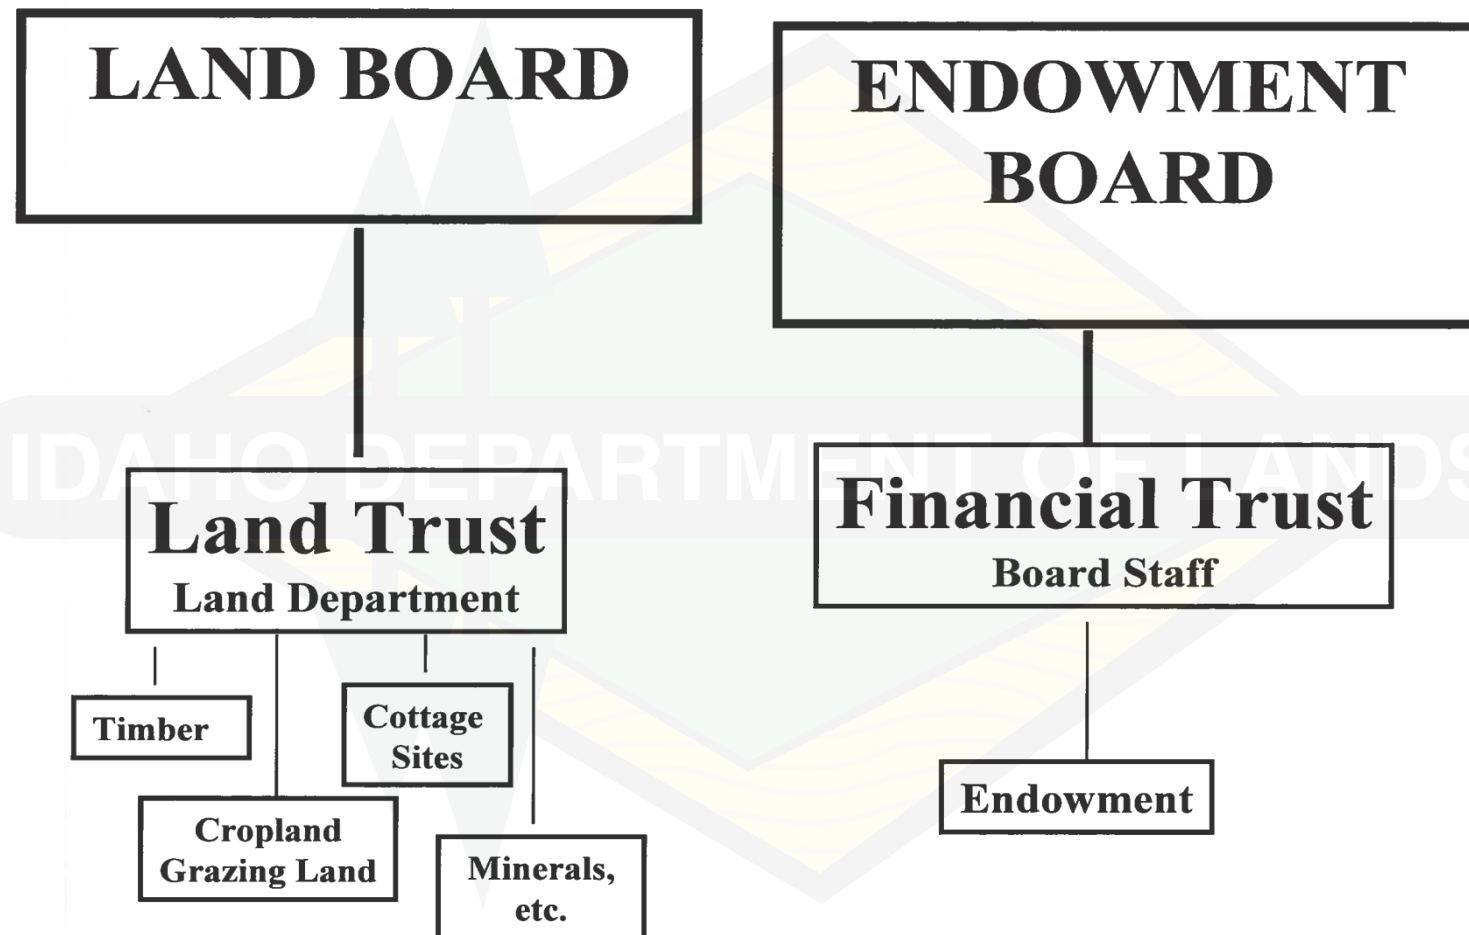 LAND BOARD
ENDOWMENT
BOARD
IDAHO DEPARTMENT OF LANDS
Land Trust
Land Department
Financial Trust
Board Staff
Timber
Cottage
Sites
Cropland
Grazing Land
Minerals,
etc.
Endowment